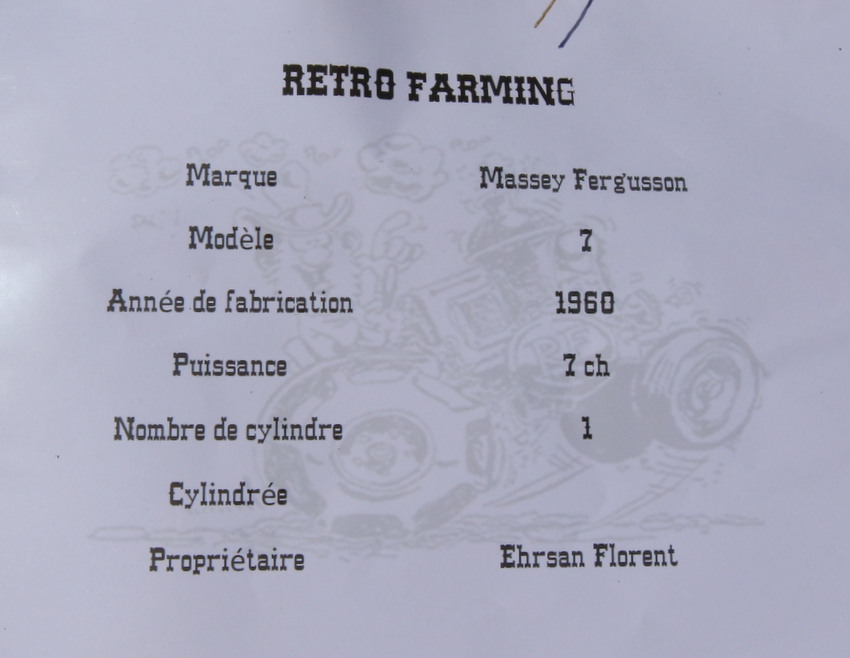 RETRO FARMING
Marque Massey Fergusson
Modèle 7
Année de fabrication 1960
Puissance 7 ch
Nombre de cylindre 1
Cylindrée
Propriétaire Ehrsan Florent